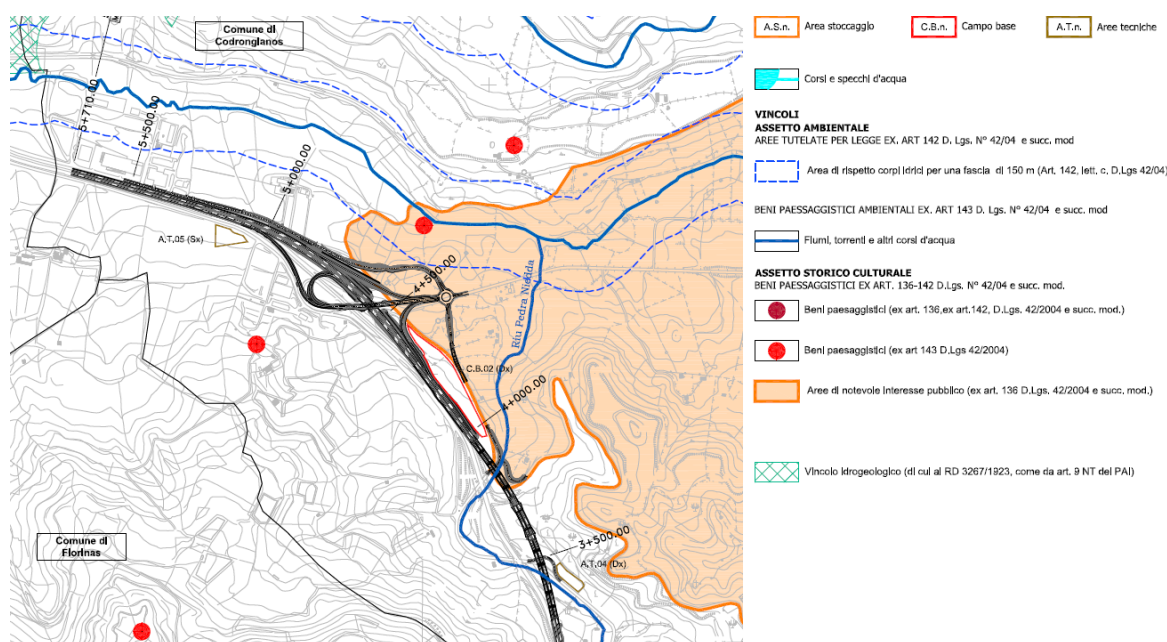 Comune di
Codrongianos
5+710.00
5+500.00
5+000.00
A.T.05 (Sx)
4+500.00
Riu Pedra Niedda
C.B.02 (Dx)
4+000.00
3+500.00
A.T.04 (Dx)
Comune di
Florinas
A.S.n. Area stoccaggio C.B.n. Campo base A.T.n. Aree tecniche
Corsi e specchi d'acqua
VINCOLI
ASSETTO AMBIENTALE
AREE TUTELATE PER LEGGE EX. ART 142 D. Lgs. N° 42/04 e succ. mod
Area di rispetto corpi idrici per una fascia di 150 m (Art. 142, lett. c, D.Lgs 42/04)
BENI PAESAGGISTICI AMBIENTALI EX. ART 143 D. Lgs. N° 42/04 e succ. mod
Fiumi, torrenti e altri corsi d'acqua
ASSETTO STORICO CULTURALE
BENI PAESAGGISTICI EX ART. 136-142 D.Lgs. N° 42/04 e succ. mod.
Beni paesaggistici (ex art. 136,ex art.142, D.Lgs. 42/2004 e succ. mod.)
Beni paesaggistici (ex art 143 D.Lgs 42/2004)
Aree di notevole interesse pubblico (ex art. 136 D.Lgs. 42/2004 e succ. mod.)
Vincolo idrogeologico (di cui al RD 3267/1923, come da art. 9 NT del PAI)